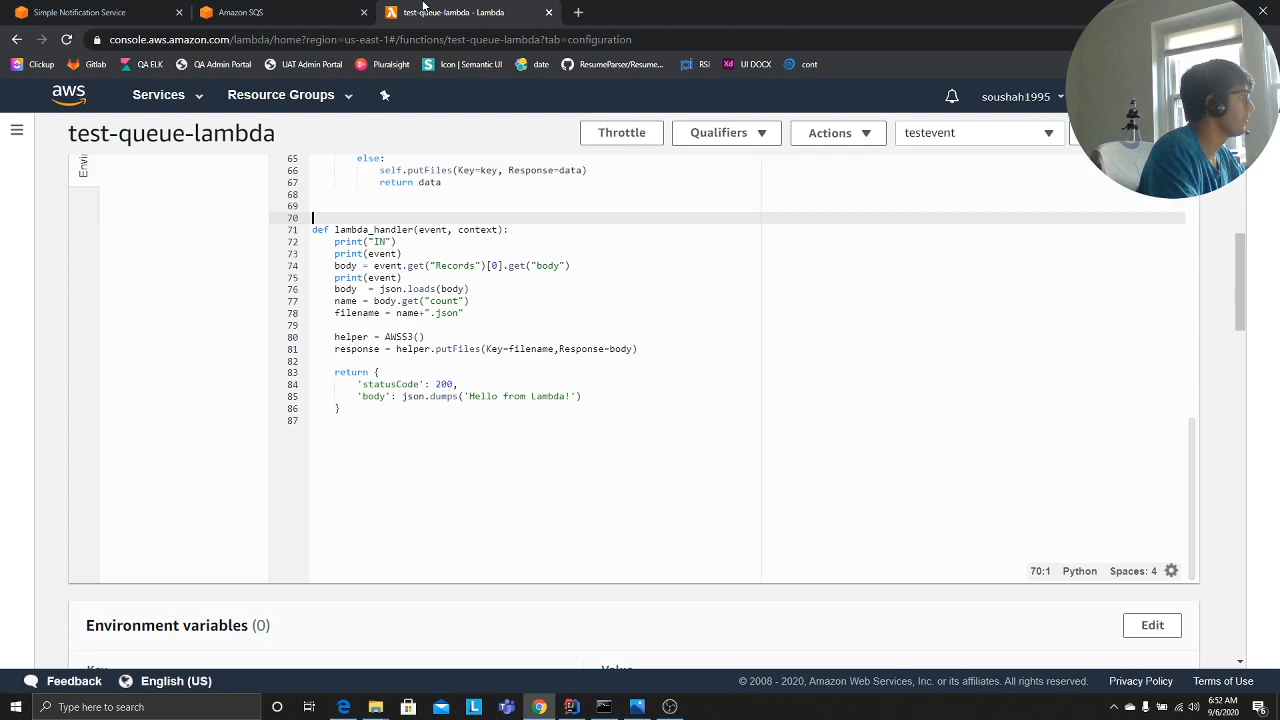 Simple Notification Service
Amazon SQS
test-queue-lambda - Lambda
console.aws.amazon.com/lambda/home?region=us-east-1#/functions/test-queue-lambda?tab=configuration
Clickup
Gitlab
QA ELK
QA Admin Portal
UAT Admin Portal
Pluralsight
Icon | Semantic UI
date
ResumeParser/Resume...
RSI
UI DOCX
cont
aws
Services
Resource Groups
soushah1995
test-queue-lambda
Throttle
Qualifiers
Actions
testevent
65 else:
66 self.putFiles(Key=key, Response=data)
67 return data
68
69
70
71 def lambda_handler(event, context):
72 print("IN")
73 print(event)
74 body = event.get("Records")[0].get("body")
75 print(event)
76 body  = json.loads(body)
77 name = body.get("count")
78 filename = name+".json"
79
80 helper = AWSS3()
81 response = helper.putFiles(Key=filename,Response=body)
82
83 return {
84 'statusCode': 200,
85 'body': json.dumps('Hello from Lambda!')
86 }
87
70:1 Python Spaces: 4
Environment variables (0)
Edit
Feedback
English (US)
© 2008 - 2020, Amazon Web Services, Inc. or its affiliates. All rights reserved.
Privacy Policy
Terms of Use
Type here to search
6:52 AM
9/6/2020